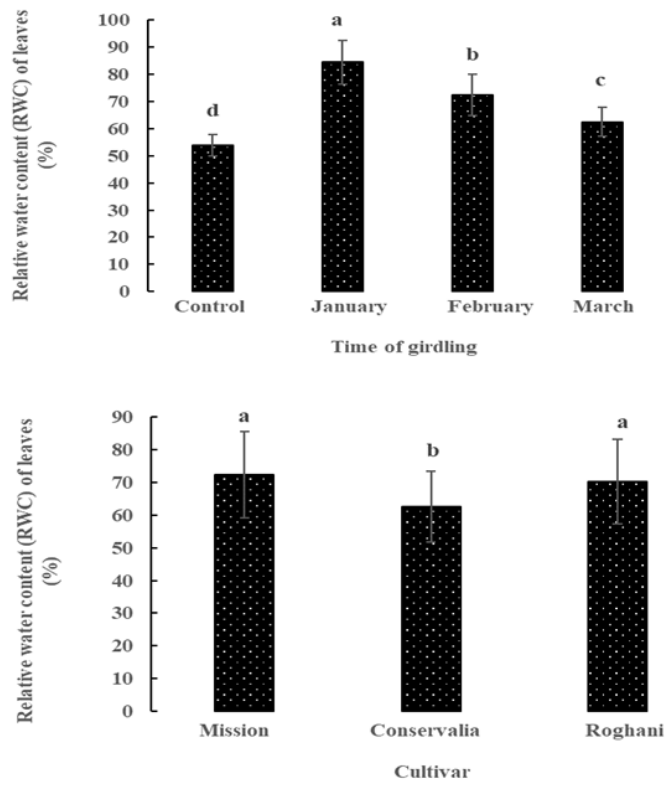 Relative water content (RWC) of leaves
(%)
100
90
80
70
60
50
40
30
20
10
0
d
a
b
c
Control January February March
Time of girdling
Relative water content (RWC) of leaves
(%)
90
80
70
60
50
40
30
20
10
0
a
b
a
Mission Conservalia Roghani
Cultivar